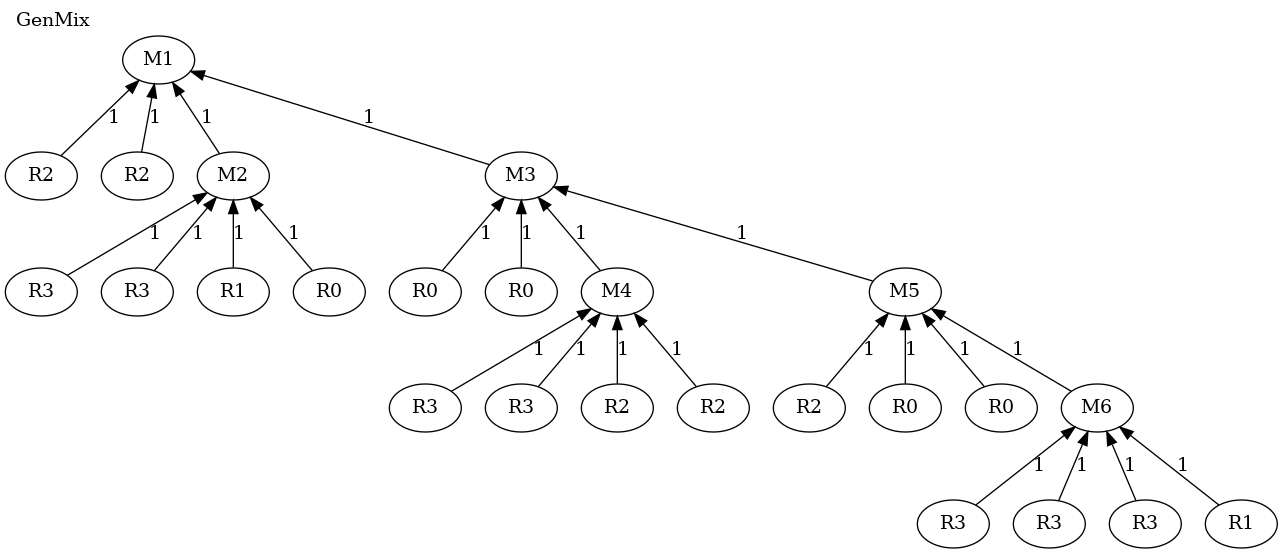 GenMix
M1
1 1 1 1
R2 R2 M2 M3
1 1 1 1 1 1 1 1
R3 R3 R1 R0 R0 R0 M4 M5
1 1 1 1 1 1 1 1
R3 R3 R2 R2 R2 R0 R0 M6
1 1 1 1
R3 R3 R3 R1